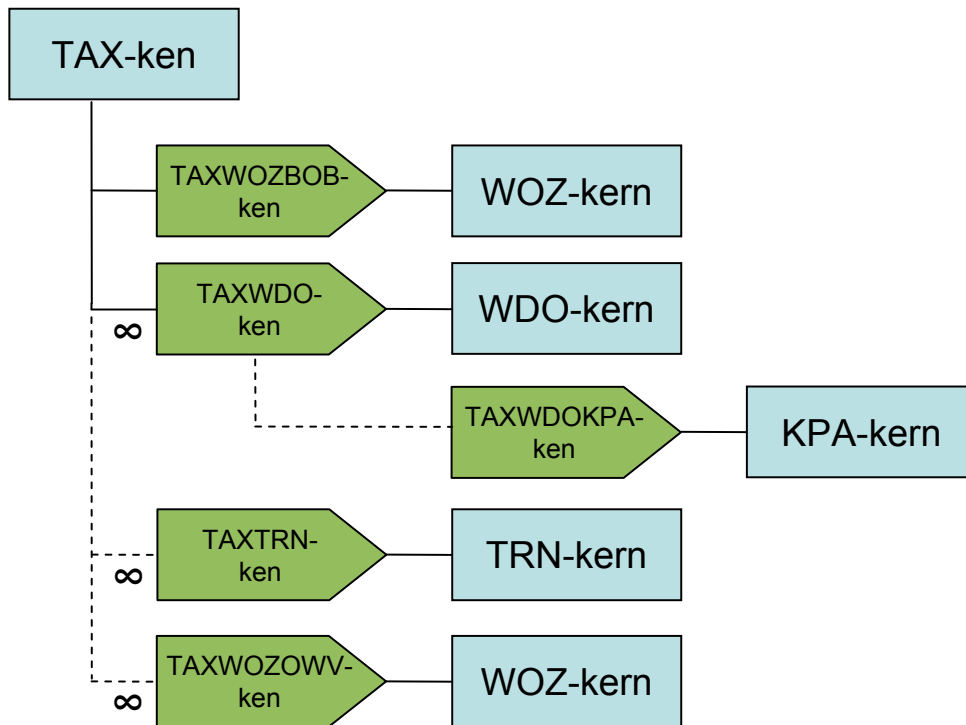 TAX-ken
TAXWOZBOB-
ken
WOZ-kern
TAXWDO-
ken
WDO-kern
∞
TAXWDOKPA-
ken
KPA-kern
TAXTRN-
ken
TRN-kern
∞
TAXWOZOWV-
ken
WOZ-kern
∞